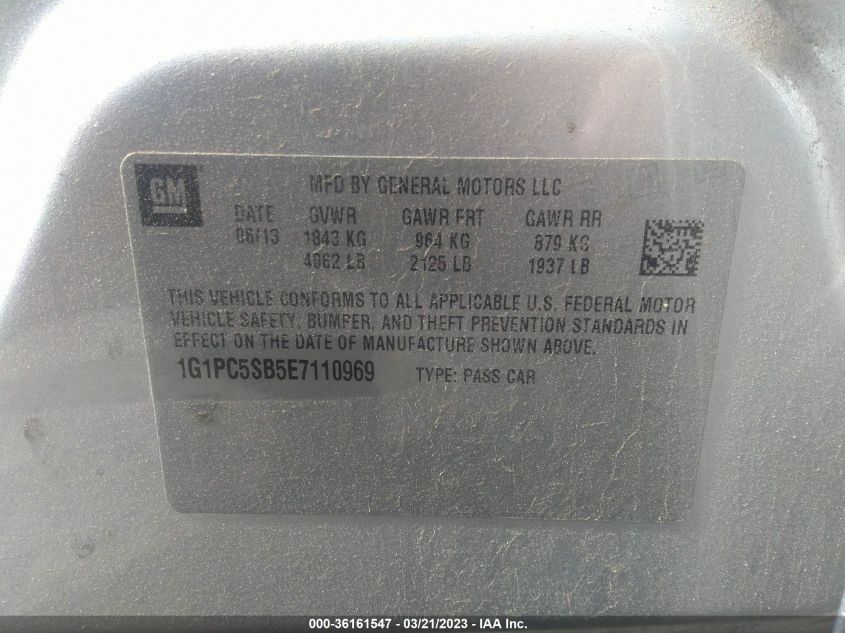 GM
MFD BY GENERAL MOTORS LLC
DATE GVWR GAWR FRT GAWR RR
06/13 1843 KG 964 KG 879 KG
4062 LB 2125 LB 1937 LB
THIS VEHICLE CONFORMS TO ALL APPLICABLE U.S. FEDERAL MOTOR
VEHICLE SAFETY, BUMPER, AND THEFT PREVENTION STANDARDS IN
EFFECT ON THE DATE OF MANUFACTURE SHOWN ABOVE.
1G1PC5SB5E7110969 TYPE: PASS CAR
000-36161547 - 03/21/2023 - IAAI.COM